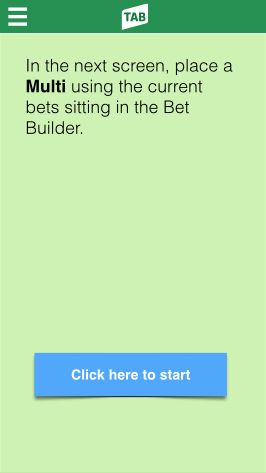 TAB
In the next screen, place a
Multi using the current
bets sitting in the Bet
Builder.
Click here to start